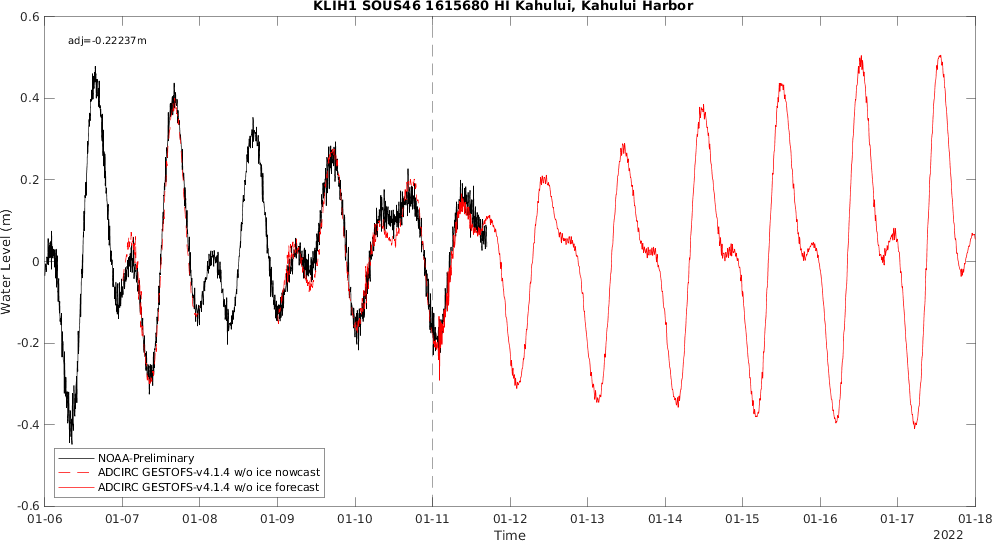 KLIH1 SOUS46 1615680 HI Kahului, Kahului Harbor
adj=-0.22237m
0.6
0.4
0.2
0
-0.2
-0.4
-0.6
Water Level (m)
NOAA-Preliminary
ADCIRC GESTOFS-v4.1.4 w/o ice nowcast
ADCIRC GESTOFS-v4.1.4 w/o ice forecast
01-06 01-07 01-08 01-09 01-10 01-11 01-12 01-13 01-14 01-15 01-16 01-17 01-18
Time
2022